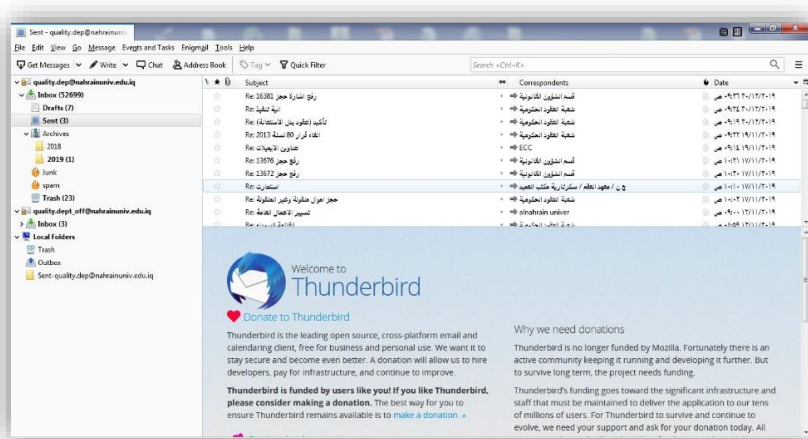 Sent - quality.dep@nahrainuniv
File Edit View Go Message Events and Tasks Enigmail Tools Help
Get Messages Write Chat Address Book Tag Quick Filter Search <Ctrl+K>
Subject Correspondents Date
quality.dep@nahrainuniv.edu.iq
Inbox (52699)
Drafts (7)
Sent (3)
Archives
2018
2019 (1)
Junk
spam
Trash (23)
quality.dept_off@nahrainuniv.edu.iq
Inbox (3)
Local Folders
Trash
Outbox
Sent-quality.dep@nahrainuniv.edu.iq
Re: 16381 رفع اشارة حجز قسم الشؤون القانونية
Re: الية تنفيذ شعبة العقود الحكومية
Re: تأكيد (عقود بدل الاستعانة) شعبة العقود الحكومية
Re: 2013 الغاء قرار 80 لسنة شعبة العقود الحكومية
Re: عناوين الايميلات ECC
Re: 13676 رفع حجز قسم الشؤون القانونية
Re: 13672 رفع حجز قسم الشؤون القانونية
Re: استمارت
Re: حجز اموال منقولة وغير المنقولة شعبة العقود الحكومية
Re: تسيير الاعمال العامة alnahrain univer
شعبة العقود الحكومية
Welcome to
Thunderbird
Donate to Thunderbird
Thunderbird is the leading open source, cross-platform email and
calendaring client, free for business and personal use. We want it to
stay secure and become even better. A donation will allow us to hire
developers, pay for infrastructure, and continue to improve.
Thunderbird is funded by users like you! If you like Thunderbird,
please consider making a donation. The best way for you to
ensure Thunderbird remains available is to make a donation. »
Why we need donations
Thunderbird is no longer funded by Mozilla. Fortunately there is an
active community keeping it running and developing it further. But
to survive long term, the project needs funding.
Thunderbird's funding goes toward the significant infrastructure and
staff that must be maintained to deliver the application to our tens
of millions of users. For Thunderbird to survive and continue to
evolve, we need your support and ask for your donation today. All